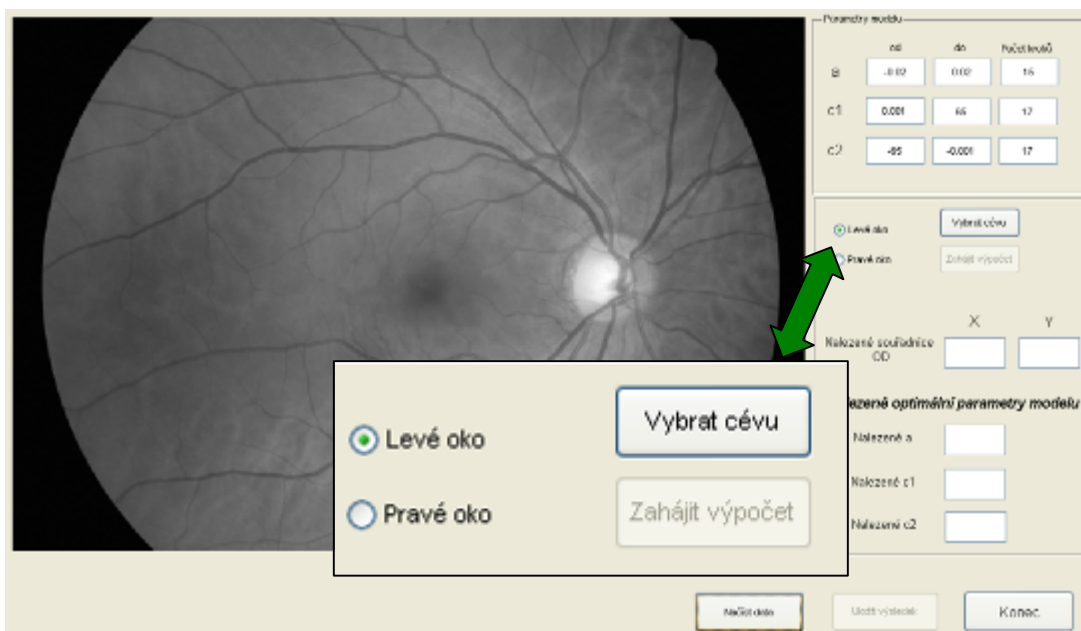 Parametry modelu
od do Počet kroků
a -0.02 0.02 15
c1 0.001 65 17
c2 -65 -0.001 17
Levé oko Vybrat cévu
Pravé oko Zahájit výpočet
X Y
Nalezené souřadnice
OD
lezené optimální parametry modelu
Nalezené a
Nalezené c1
Nalezené c2
Levé oko Vybrat cévu
Pravé oko Zahájit výpočet
Načíst data Uložit výsledek Konec